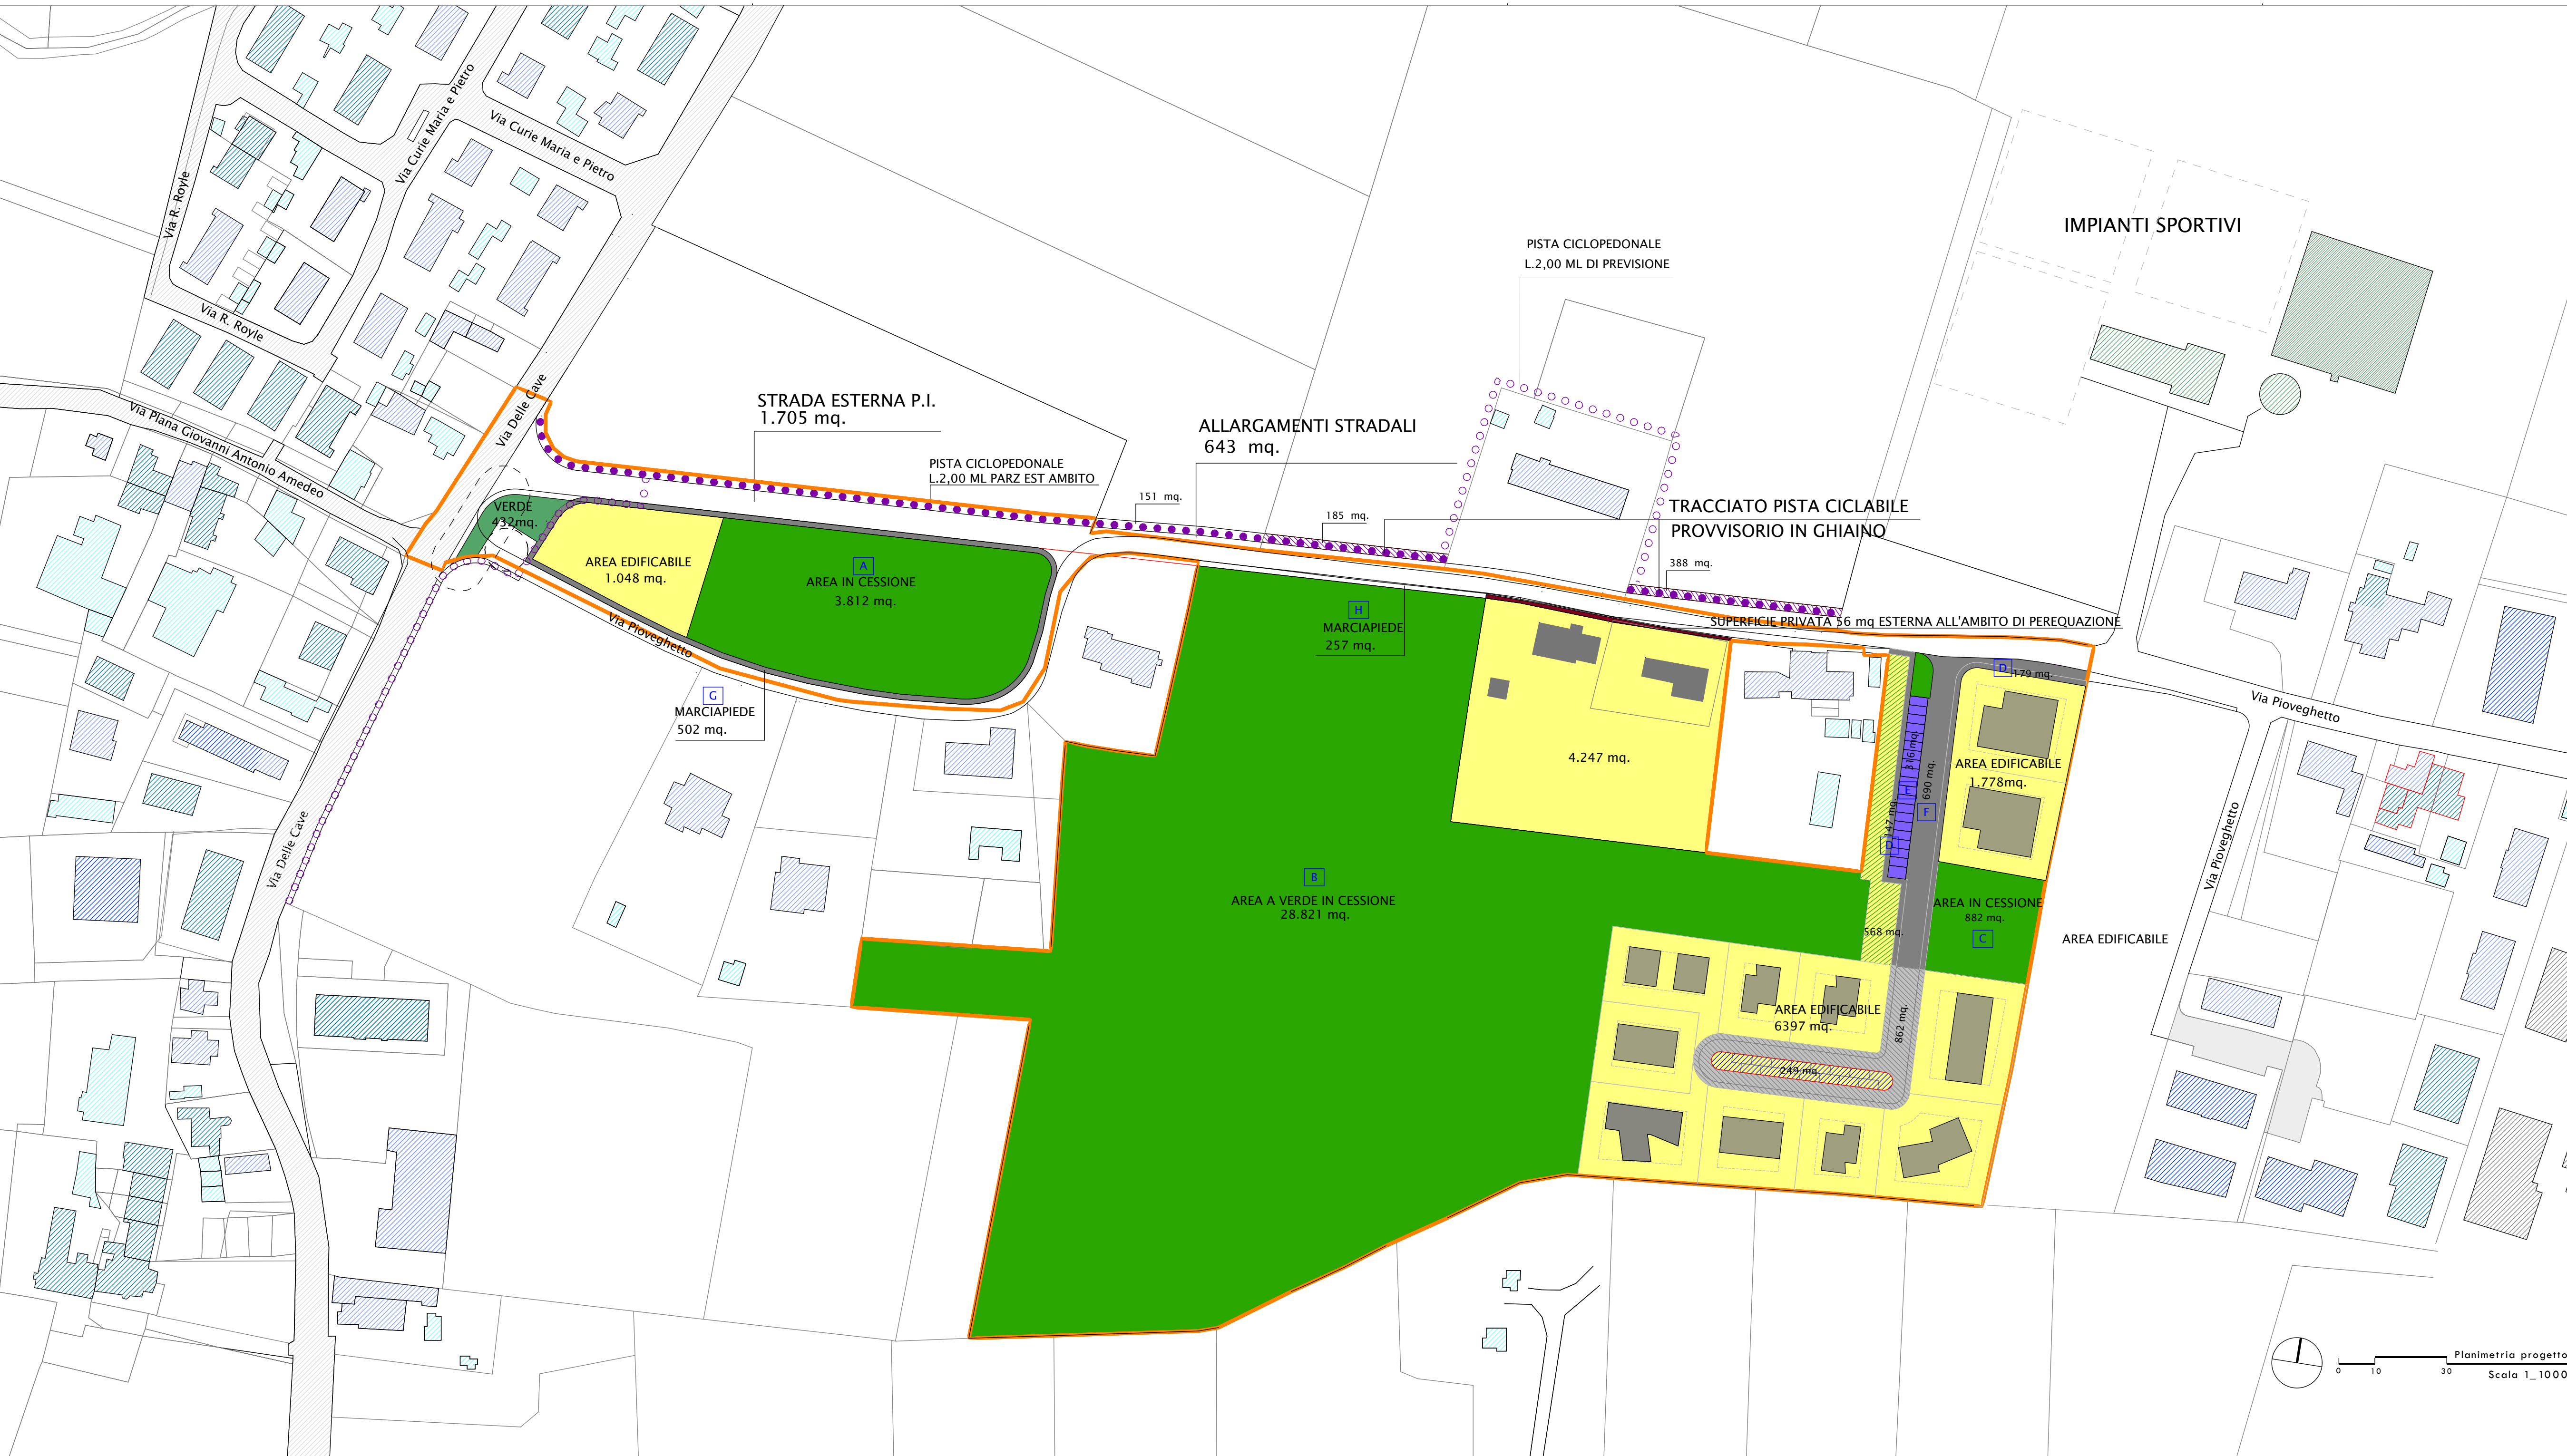 Via Curie Maria e Pietro
Via Curie Maria e Pietro
Via R. Royle
Via R. Royle
IMPIANTI SPORTIVI
PISTA CICLOPEDONALE
L.2,00 ML DI PREVISIONE
Via Delle Cave
Via Plana Giovanni Antonio Amedeo
STRADA ESTERNA P.I.
1.705 mq.
ALLARGAMENTI STRADALI
643 mq.
PISTA CICLOPEDONALE
L.2,00 ML PARZ EST AMBITO
151 mq.
185 mq.
TRACCIATO PISTA CICLABILE
PROVVISORIO IN GHIAINO
388 mq.
VERDE
432mq.
AREA EDIFICABILE
1.048 mq.
A
AREA IN CESSIONE
3.812 mq.
H
MARCIAPIEDE
257 mq.
SUPERFICIE PRIVATA 56 mq ESTERNA ALL'AMBITO DI PEREQUAZIONE
Via Pioveghetto
G
MARCIAPIEDE
502 mq.
D
179 mq.
Via Pioveghetto
4.247 mq.
316 mq.
E
690 mq.
F
147 mq.
D
AREA EDIFICABILE
1.778mq.
Via Pioveghetto
Via Delle Cave
B
AREA A VERDE IN CESSIONE
28.821 mq.
AREA IN CESSIONE
882 mq.
C
568 mq.
AREA EDIFICABILE
AREA EDIFICABILE
6397 mq.
862 mq.
249 mq.
Planimetria progetto
0 10 30
Scala 1_1000